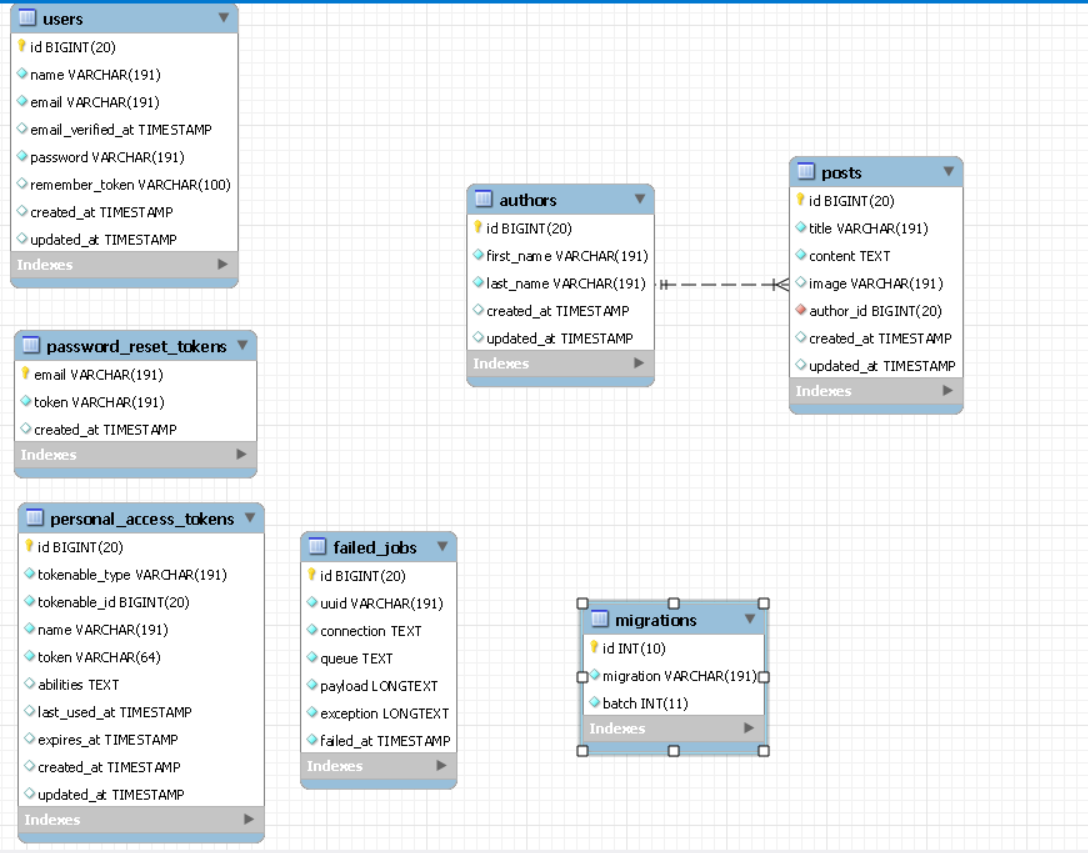 users
id BIGINT(20)
name VARCHAR(191)
email VARCHAR(191)
email_verified_at TIMESTAMP
password VARCHAR(191)
remember_token VARCHAR(100)
created_at TIMESTAMP
updated_at TIMESTAMP
Indexes
authors
id BIGINT(20)
first_name VARCHAR(191)
last_name VARCHAR(191)
created_at TIMESTAMP
updated_at TIMESTAMP
Indexes
posts
id BIGINT(20)
title VARCHAR(191)
content TEXT
image VARCHAR(191)
author_id BIGINT(20)
created_at TIMESTAMP
updated_at TIMESTAMP
Indexes
password_reset_tokens
email VARCHAR(191)
token VARCHAR(191)
created_at TIMESTAMP
Indexes
personal_access_tokens
id BIGINT(20)
tokenable_type VARCHAR(191)
tokenable_id BIGINT(20)
name VARCHAR(191)
token VARCHAR(64)
abilities TEXT
last_used_at TIMESTAMP
expires_at TIMESTAMP
created_at TIMESTAMP
updated_at TIMESTAMP
Indexes
failed_jobs
id BIGINT(20)
uuid VARCHAR(191)
connection TEXT
queue TEXT
payload LONGTEXT
exception LONGTEXT
failed_at TIMESTAMP
Indexes
migrations
id INT(10)
migration VARCHAR(191)
batch INT(11)
Indexes